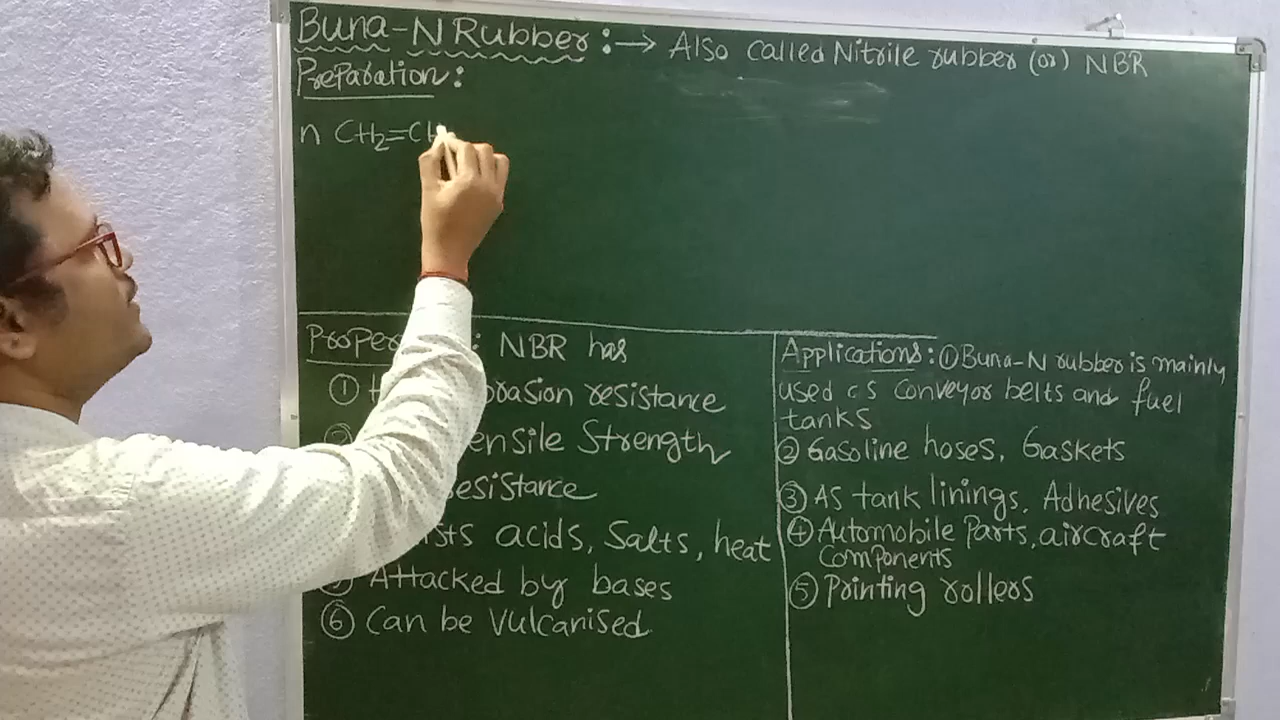 Buna-N Rubber:→ Also called Nitrile rubber (or) NBR
Preparation:
n CH2=CH
NBR has
① brasion resistance
ensile Strength
esistance
sts acids, Salts, heat
Attacked by bases
⑥ Can be Vulcanised.
Applications: ① Buna-N rubber is mainly
used as Conveyor belts and fuel
tanks
② Gasoline hoses, Gaskets
③ As tank linings, Adhesives
④ Automobile Parts, aircraft
Components
⑤ Printing rollers